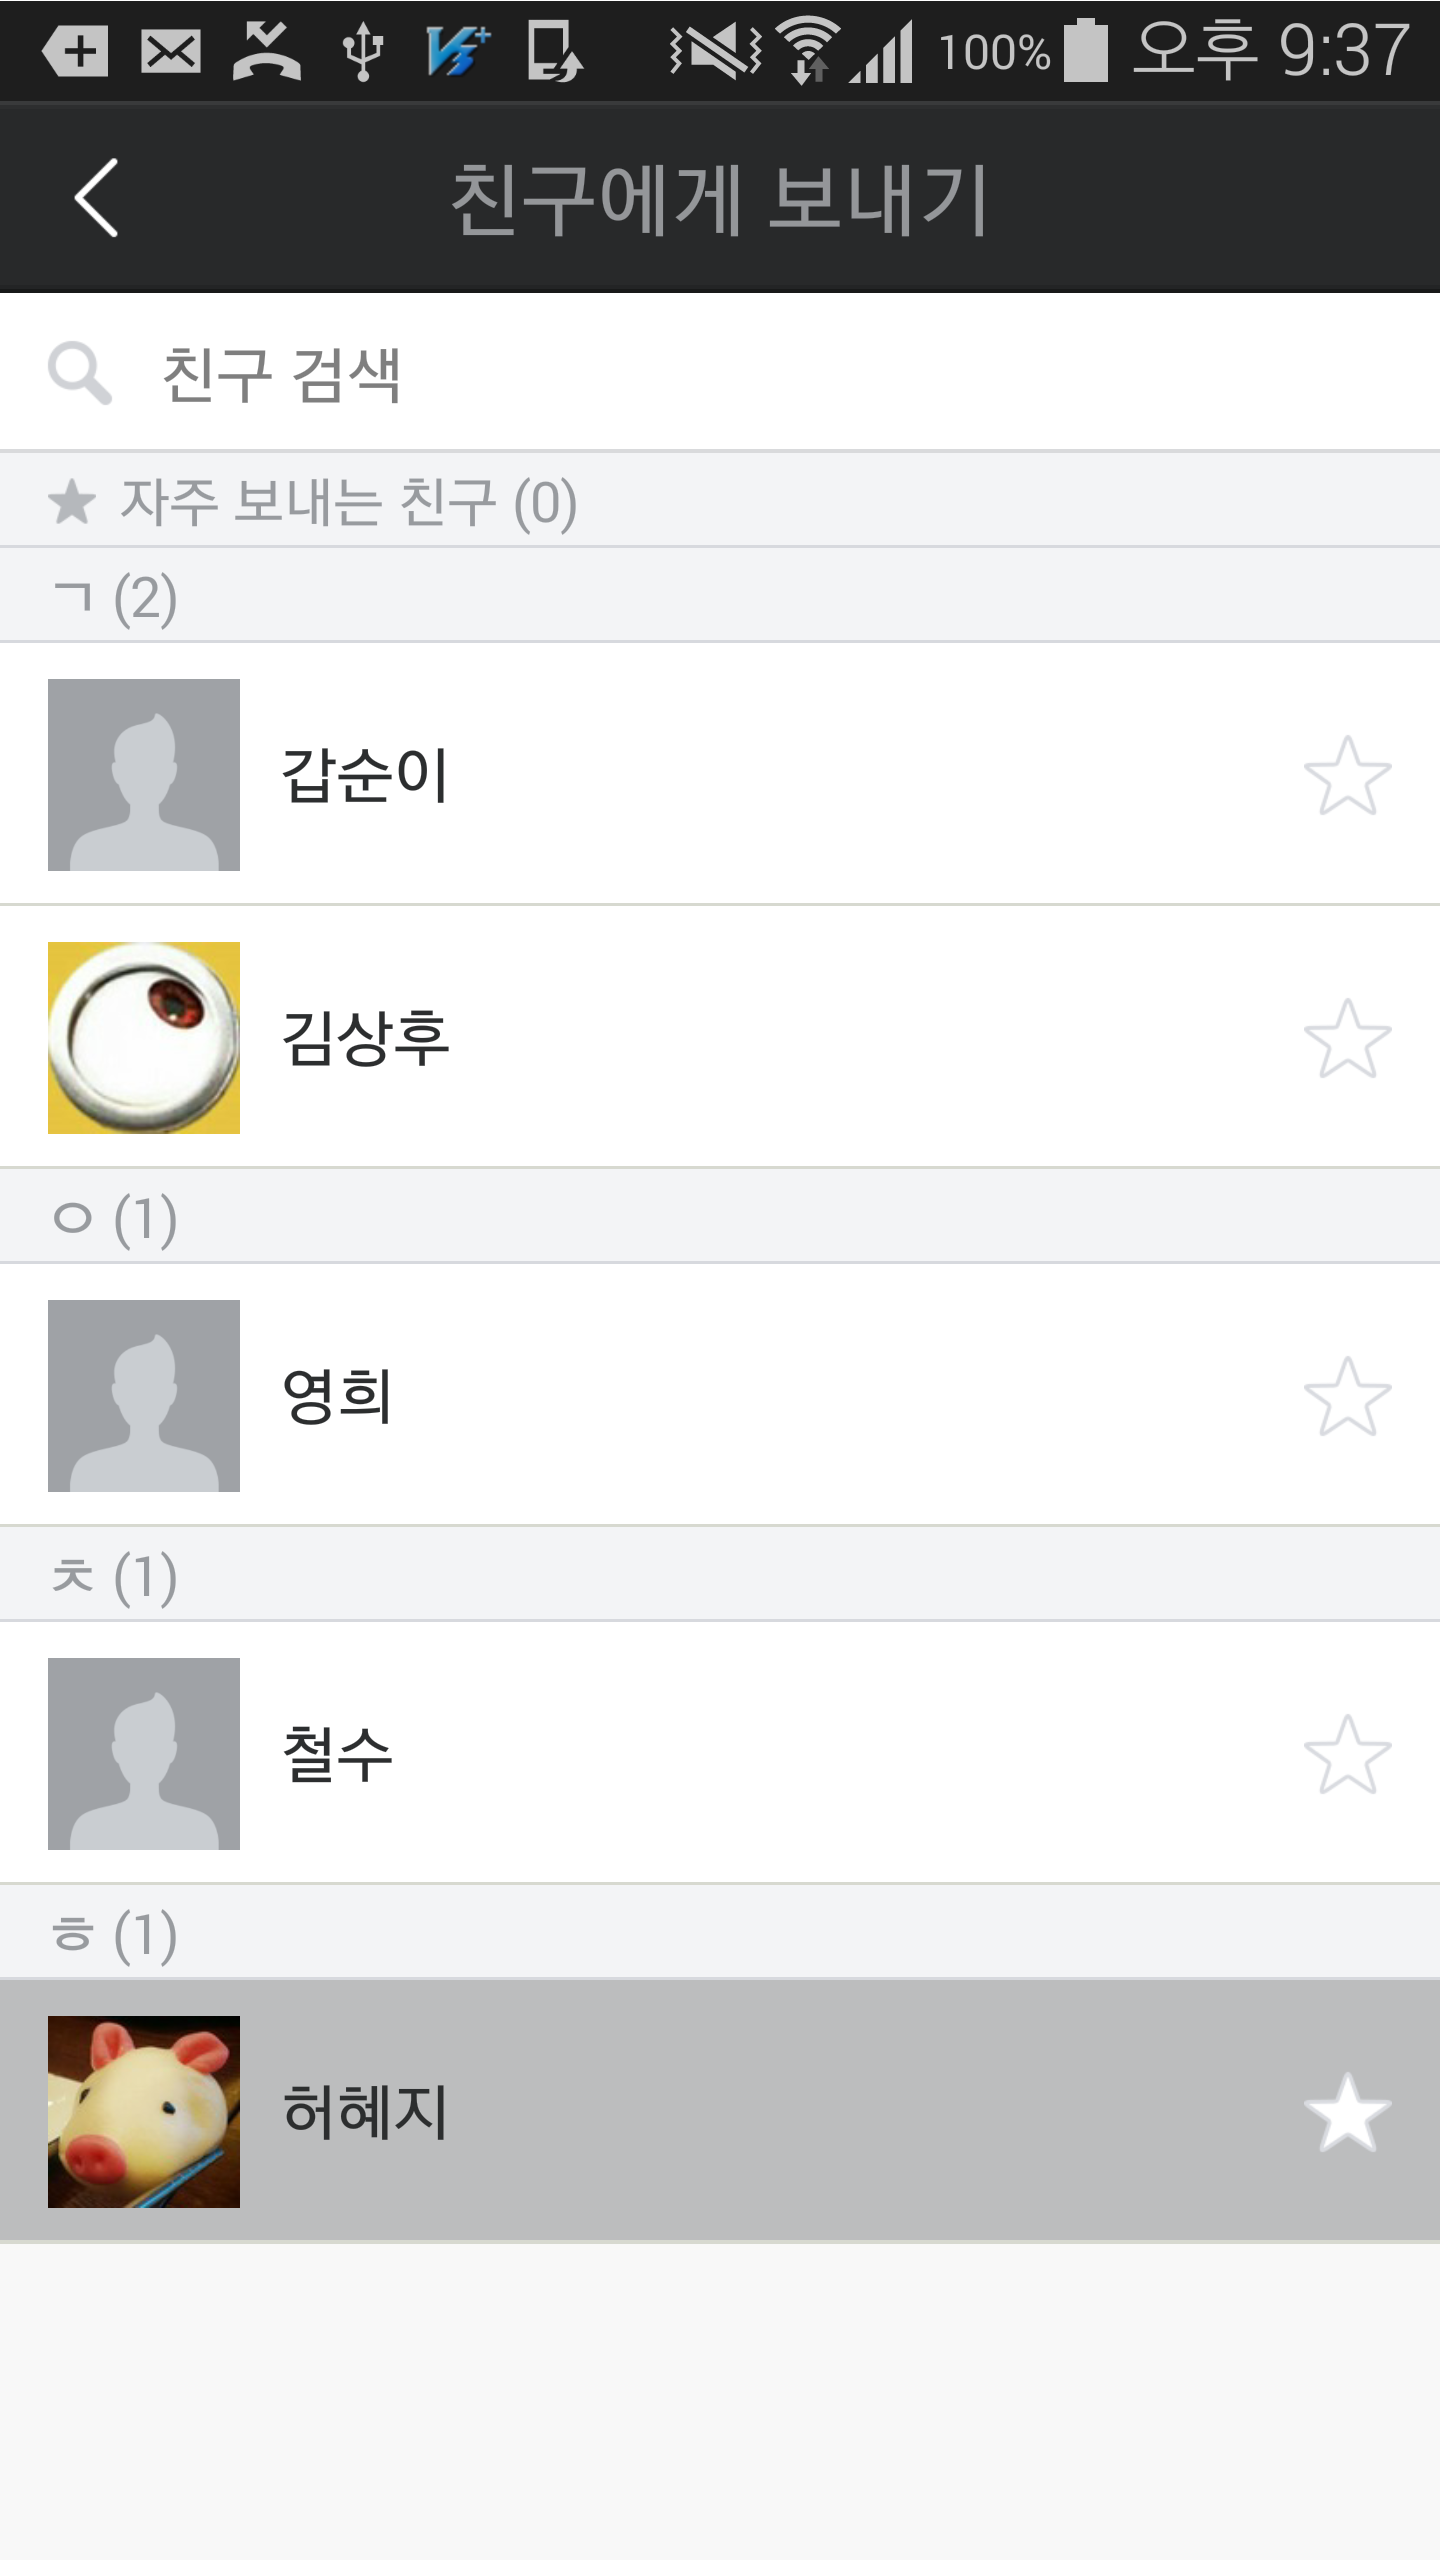 100% 오후 9:37
친구에게 보내기
친구 검색
자주 보내는 친구 (0)
ㄱ (2)
갑순이
김상후
ㅇ (1)
영희
ㅊ (1)
철수
ㅎ (1)
허혜지